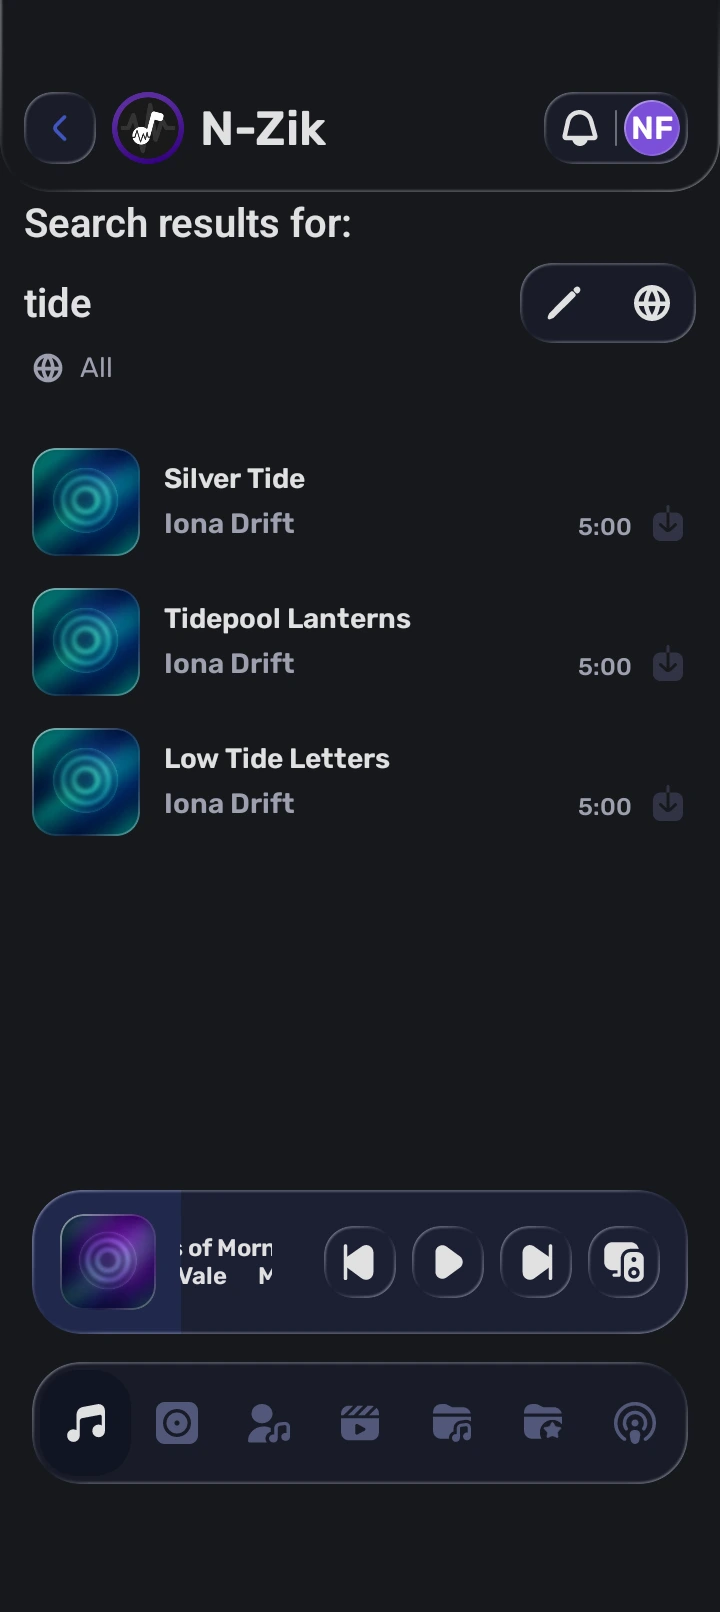 N-Zik
NF
Search results for:
tide
All
Silver Tide
Iona Drift
5:00
Tidepool Lanterns
Iona Drift
5:00
Low Tide Letters
Iona Drift
5:00
of Morn
Vale M